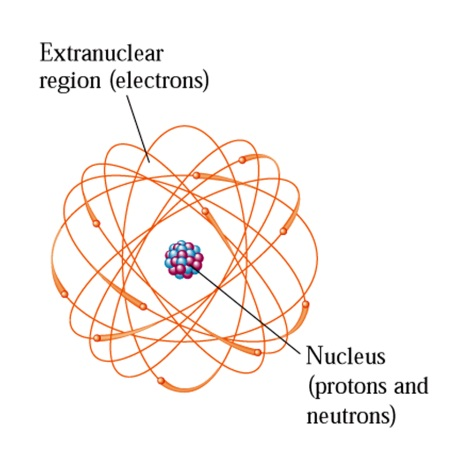 Extranuclear
region (electrons)
Nucleus
(protons and
neutrons)